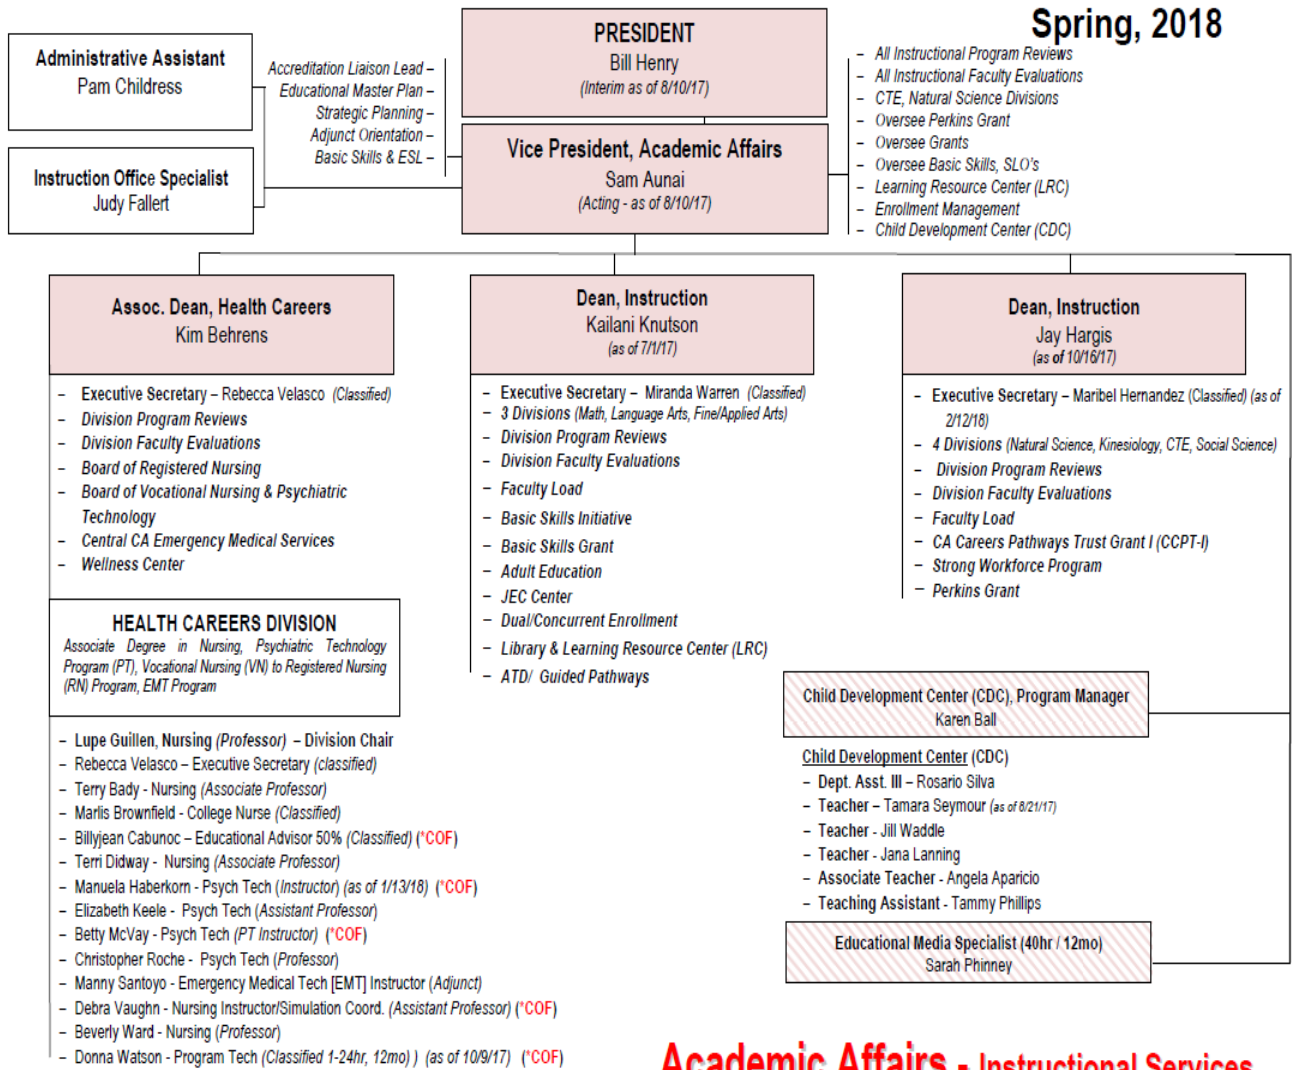 Spring, 2018
PRESIDENT
Bill Henry
(Interim as of 8/10/17)
Administrative Assistant
Pam Childress
Instruction Office Specialist
Judy Fallert
Accreditation Liaison Lead –
Educational Master Plan –
Strategic Planning –
Adjunct Orientation –
Basic Skills & ESL –
Vice President, Academic Affairs
Sam Aunai
(Acting - as of 8/10/17)
– All Instructional Program Reviews
– All Instructional Faculty Evaluations
– CTE, Natural Science Divisions
– Oversee Perkins Grant
– Oversee Grants
– Oversee Basic Skills, SLO's
– Learning Resource Center (LRC)
– Enrollment Management
– Child Development Center (CDC)
Assoc. Dean, Health Careers
Kim Behrens
– Executive Secretary – Rebecca Velasco (Classified)
– Division Program Reviews
– Division Faculty Evaluations
– Board of Registered Nursing
– Board of Vocational Nursing & Psychiatric
Technology
– Central CA Emergency Medical Services
– Wellness Center
HEALTH CAREERS DIVISION
Associate Degree in Nursing, Psychiatric Technology
Program (PT), Vocational Nursing (VN) to Registered Nursing
(RN) Program, EMT Program
– Lupe Guillen, Nursing (Professor) – Division Chair
– Rebecca Velasco – Executive Secretary (classified)
– Terry Bady - Nursing (Associate Professor)
– Marlis Brownfield - College Nurse (Classified)
– Billyjean Cabunoc – Educational Advisor 50% (Classified) (*COF)
– Terri Didway - Nursing (Associate Professor)
– Manuela Haberkorn - Psych Tech (Instructor) (as of 1/13/18) (*COF)
– Elizabeth Keele - Psych Tech (Assistant Professor)
– Betty McVay - Psych Tech (PT Instructor) (*COF)
– Christopher Roche - Psych Tech (Professor)
– Manny Santoyo - Emergency Medical Tech [EMT] Instructor (Adjunct)
– Debra Vaughn - Nursing Instructor/Simulation Coord. (Assistant Professor) (*COF)
– Beverly Ward - Nursing (Professor)
– Donna Watson - Program Tech (Classified 1-24hr, 12mo) ) (as of 10/9/17) (*COF)
Dean, Instruction
Kailani Knutson
(as of 7/1/17)
– Executive Secretary – Miranda Warren (Classified)
– 3 Divisions (Math, Language Arts, Fine/Applied Arts)
– Division Program Reviews
– Division Faculty Evaluations
– Faculty Load
– Basic Skills Initiative
– Basic Skills Grant
– Adult Education
– JEC Center
– Dual/Concurrent Enrollment
– Library & Learning Resource Center (LRC)
– ATD/ Guided Pathways
Dean, Instruction
Jay Hargis
(as of 10/16/17)
– Executive Secretary – Maribel Hernandez (Classified) (as of
2/12/18)
– 4 Divisions (Natural Science, Kinesiology, CTE, Social Science)
– Division Program Reviews
– Division Faculty Evaluations
– Faculty Load
– CA Careers Pathways Trust Grant I (CCPT-I)
– Strong Workforce Program
– Perkins Grant
Child Development Center (CDC), Program Manager
Karen Ball
Child Development Center (CDC)
– Dept. Asst. III – Rosario Silva
– Teacher – Tamara Seymour (as of 8/21/17)
– Teacher - Jill Waddle
– Teacher - Jana Lanning
– Associate Teacher - Angela Aparicio
– Teaching Assistant - Tammy Phillips
Educational Media Specialist (40hr / 12mo)
Sarah Phinney
Academic Affairs - Instructional Services